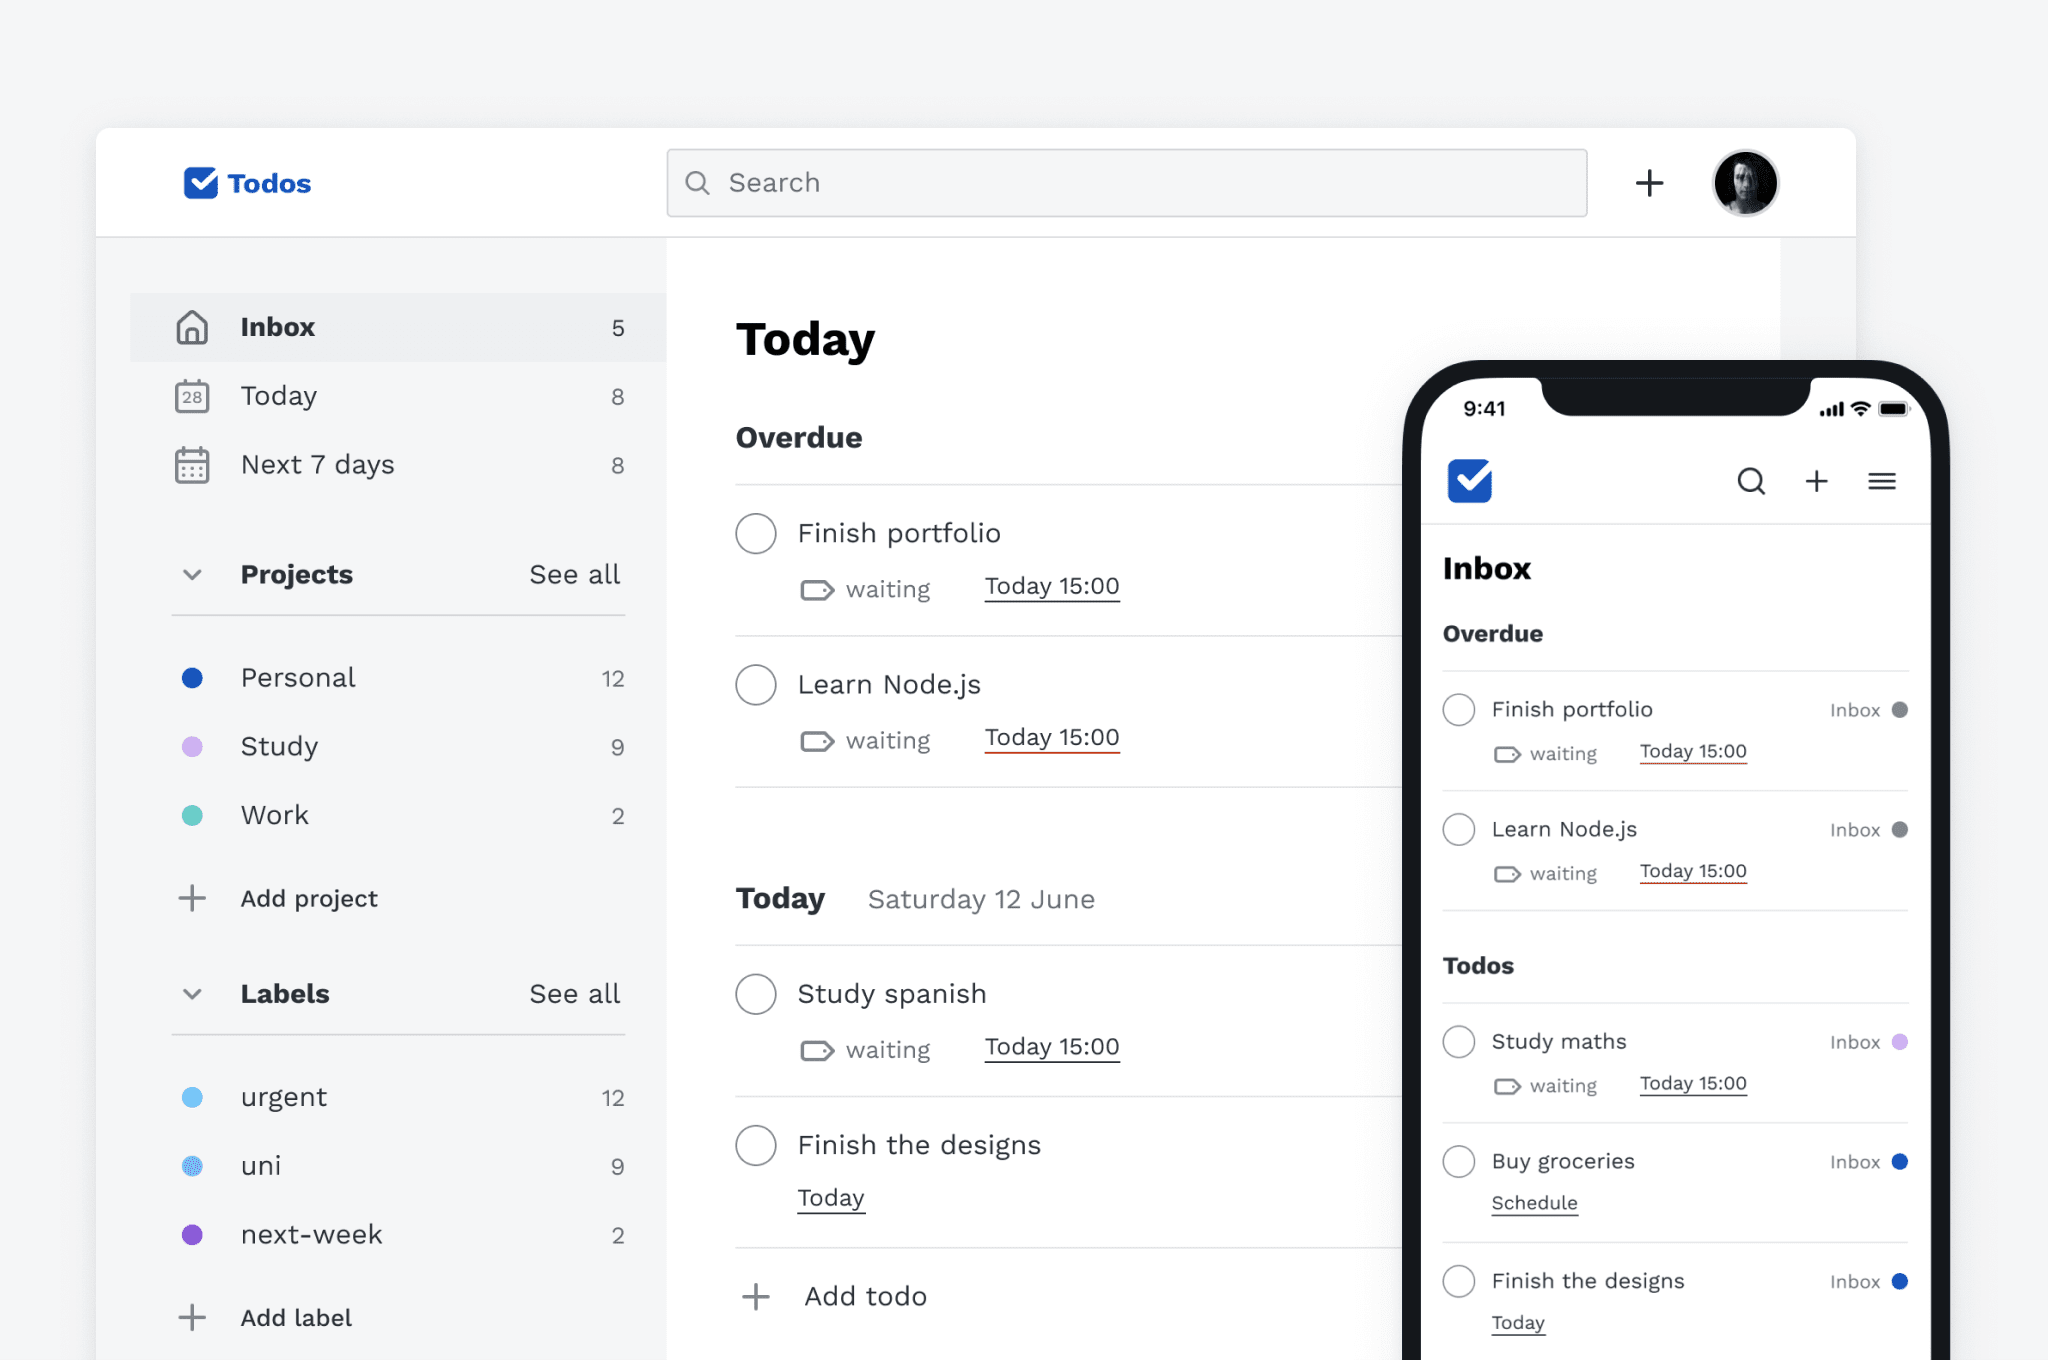 Todos
Search
Inbox 5
28 Today 8
Next 7 days 8
Projects See all
Personal 12
Study 9
Work 2
Add project
Labels See all
urgent 12
uni 9
next-week 2
Add label
Today
Overdue
Finish portfolio
waiting Today 15:00
Learn Node.js
waiting Today 15:00
Today Saturday 12 June
Study spanish
waiting Today 15:00
Finish the designs
Today
Add todo
9:41
Inbox
Overdue
Finish portfolio Inbox
waiting Today 15:00
Learn Node.js Inbox
waiting Today 15:00
Todos
Study maths Inbox
waiting Today 15:00
Buy groceries Inbox
Schedule
Finish the designs Inbox
Today